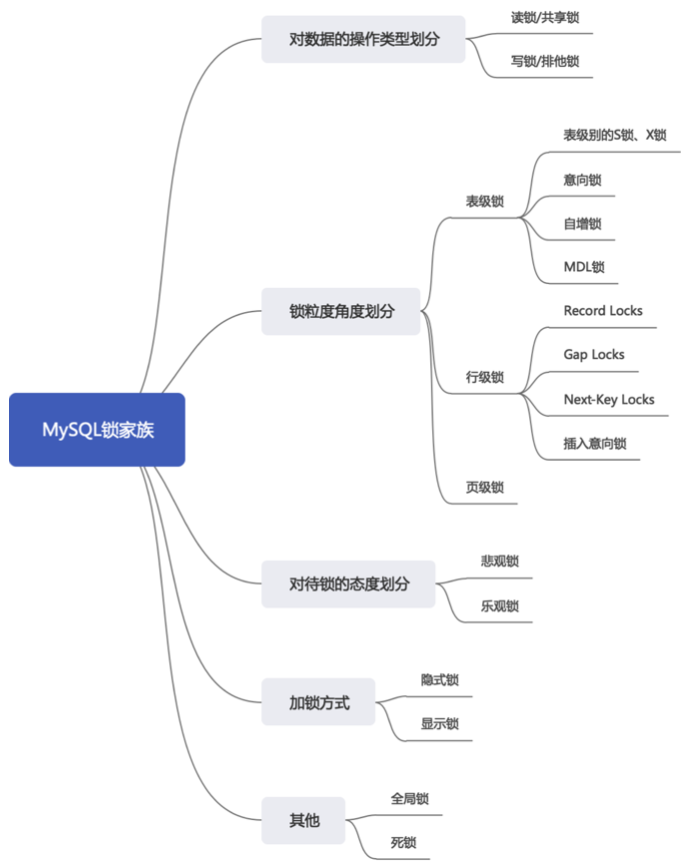 MySQL锁家族
对数据的操作类型划分
读锁/共享锁
写锁/排他锁
锁粒度角度划分
表级锁
表级别的S锁、X锁
意向锁
自增锁
MDL锁
行级锁
Record Locks
Gap Locks
Next-Key Locks
插入意向锁
页级锁
对待锁的态度划分
悲观锁
乐观锁
加锁方式
隐式锁
显示锁
其他
全局锁
死锁